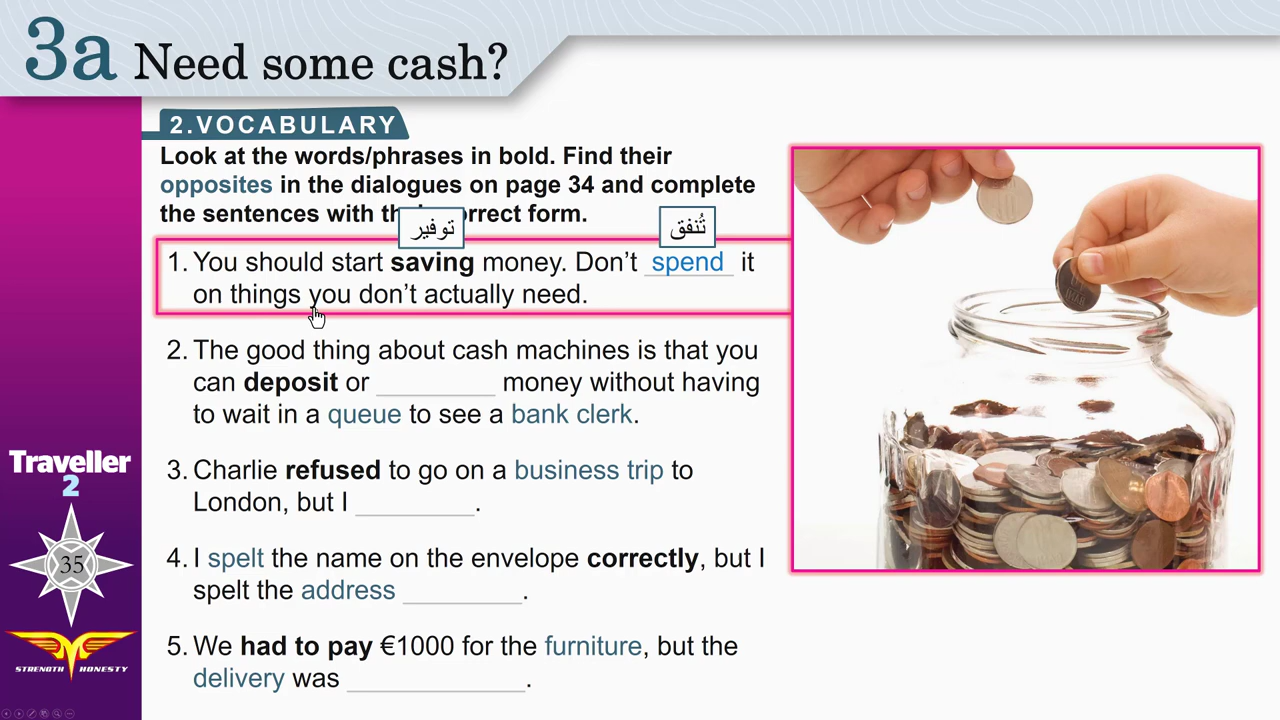 3a Need some cash?
2.VOCABULARY
Look at the words/phrases in bold. Find their
opposites in the dialogues on page 34 and complete
the sentences with correct form.
توفير
تُنفق
1. You should start saving money. Don't spend it
on things you don't actually need.
2. The good thing about cash machines is that you
can deposit or __________ money without having
to wait in a queue to see a bank clerk.
3. Charlie refused to go on a business trip to
London, but I __________.
4. I spelt the name on the envelope correctly, but I
spelt the address __________.
5. We had to pay €1000 for the furniture, but the
delivery was _______________.
Traveller
2
35
STRENGTH HONESTY